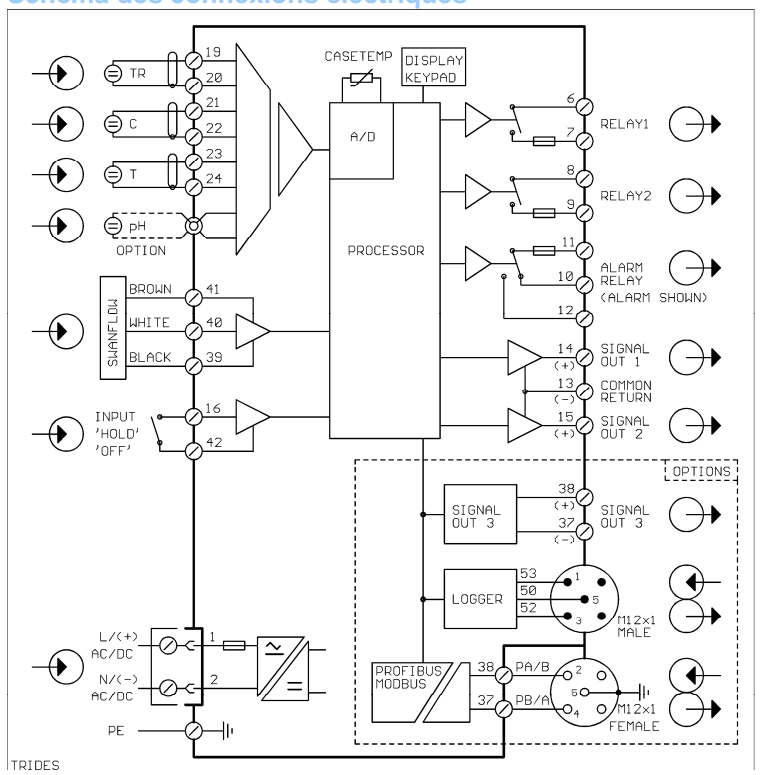 Schéma des connexions électriques
19
TR
20
21
C
22
23
T
24
pH
OPTION
CASETEMP
DISPLAY
KEYPAD
A/D
PROCESSOR
6
RELAY1
7
8
RELAY2
9
11
10
ALARM
RELAY
(ALARM SHOWN)
12
SWANFLOW
BROWN
41
WHITE
40
BLACK
39
14
(+)
SIGNAL
OUT 1
13
(-)
COMMON
RETURN
15
(+)
SIGNAL
OUT 2
INPUT
'HOLD'
'OFF'
16
42
OPTIONS
SIGNAL
OUT 3
38
(+)
37
(-)
SIGNAL
OUT 3
LOGGER
53
50
52
1
5
3
M12x1
MALE
PROFIBUS
MODBUS
38
PA/B
37
PB/A
2
5
4
M12x1
FEMALE
L/(+)
AC/DC
1
N/(-)
AC/DC
2
PE
TRIDES